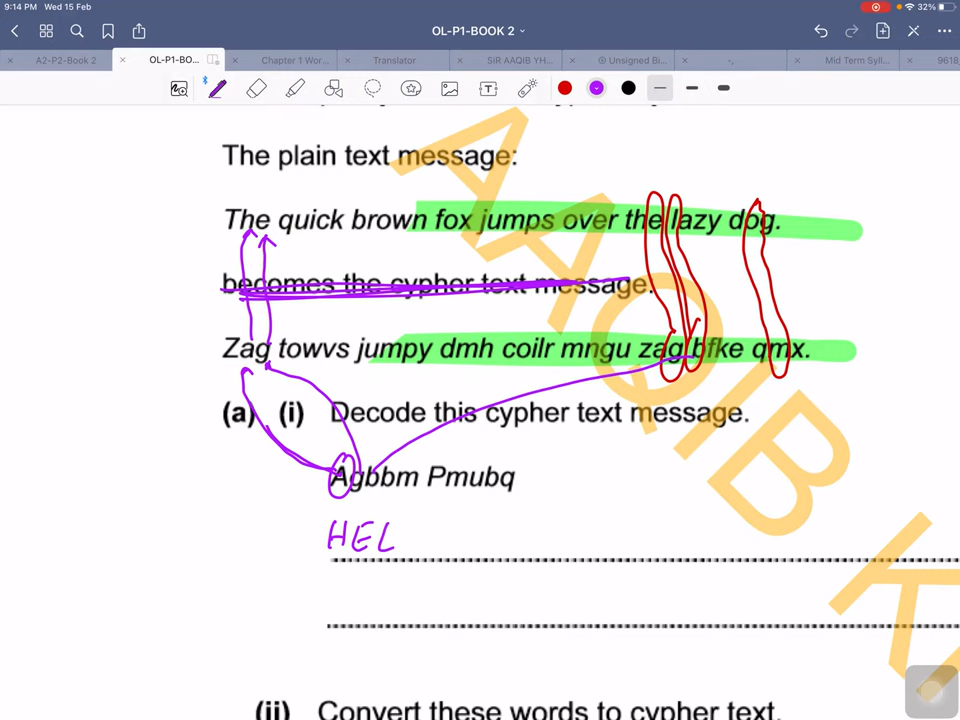 9:14 PM Wed 15 Feb
32%
OL-P1-BOOK 2
A2-P2-Book 2
OL-P1-BO...
Chapter 1 Wor...
Translator
SIR AAQIB YH...
Unsigned Bi...
Mid Term Syll...
9618
The plain text message:
The quick brown fox jumps over the lazy dog.
becomes the cypher text message:
Zag towvs jumpy dmh coilr mngu zag bfke qmx.
(a) (i) Decode this cypher text message.
Agbbm Pmubq
HEL
(ii) Convert these words to cypher text.
AAQIB K